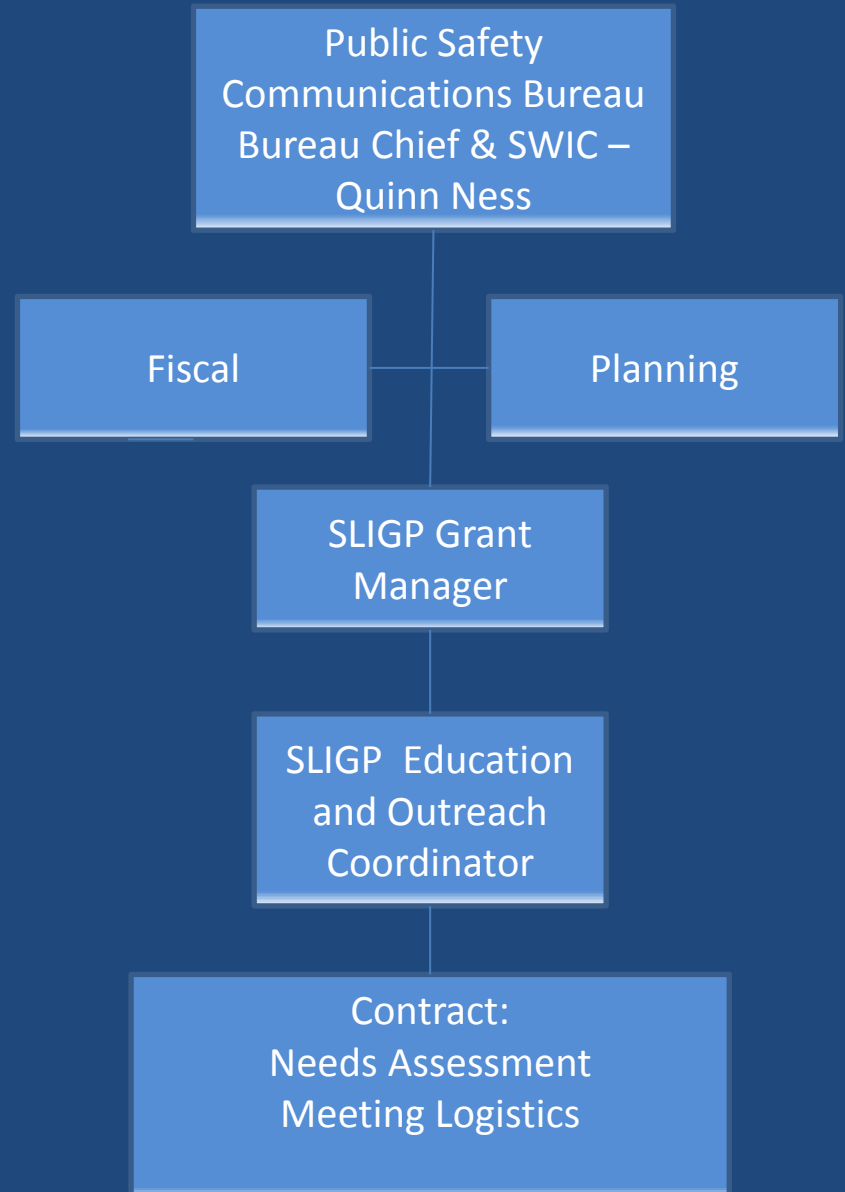 Public Safety
Communications Bureau
Bureau Chief & SWIC –
Quinn Ness
Fiscal
Planning
SLIGP Grant
Manager
SLIGP Education
and Outreach
Coordinator
Contract:
Needs Assessment
Meeting Logistics